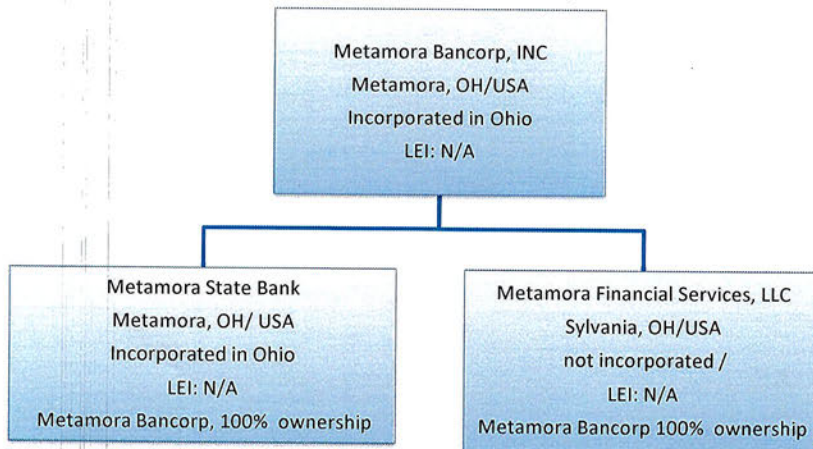 Metamora Bancorp, INC
Metamora, OH/USA
Incorporated in Ohio
LEI: N/A
Metamora State Bank
Metamora, OH/ USA
Incorporated in Ohio
LEI: N/A
Metamora Bancorp, 100% ownership
Metamora Financial Services, LLC
Sylvania, OH/USA
not incorporated /
LEI: N/A
Metamora Bancorp 100% ownership